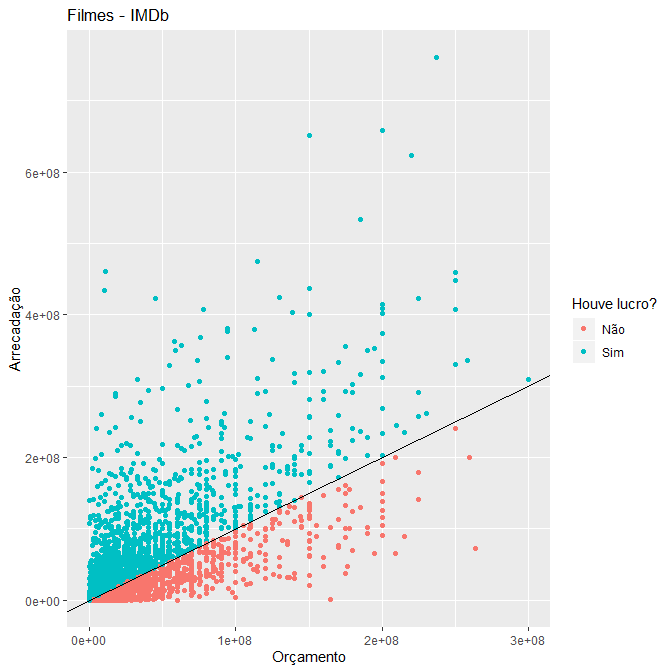 Filmes - IMDb
6e+08
4e+08
2e+08
0e+00
Arrecadação
0e+00 1e+08 2e+08 3e+08
Orçamento
Houve lucro?
Não
Sim